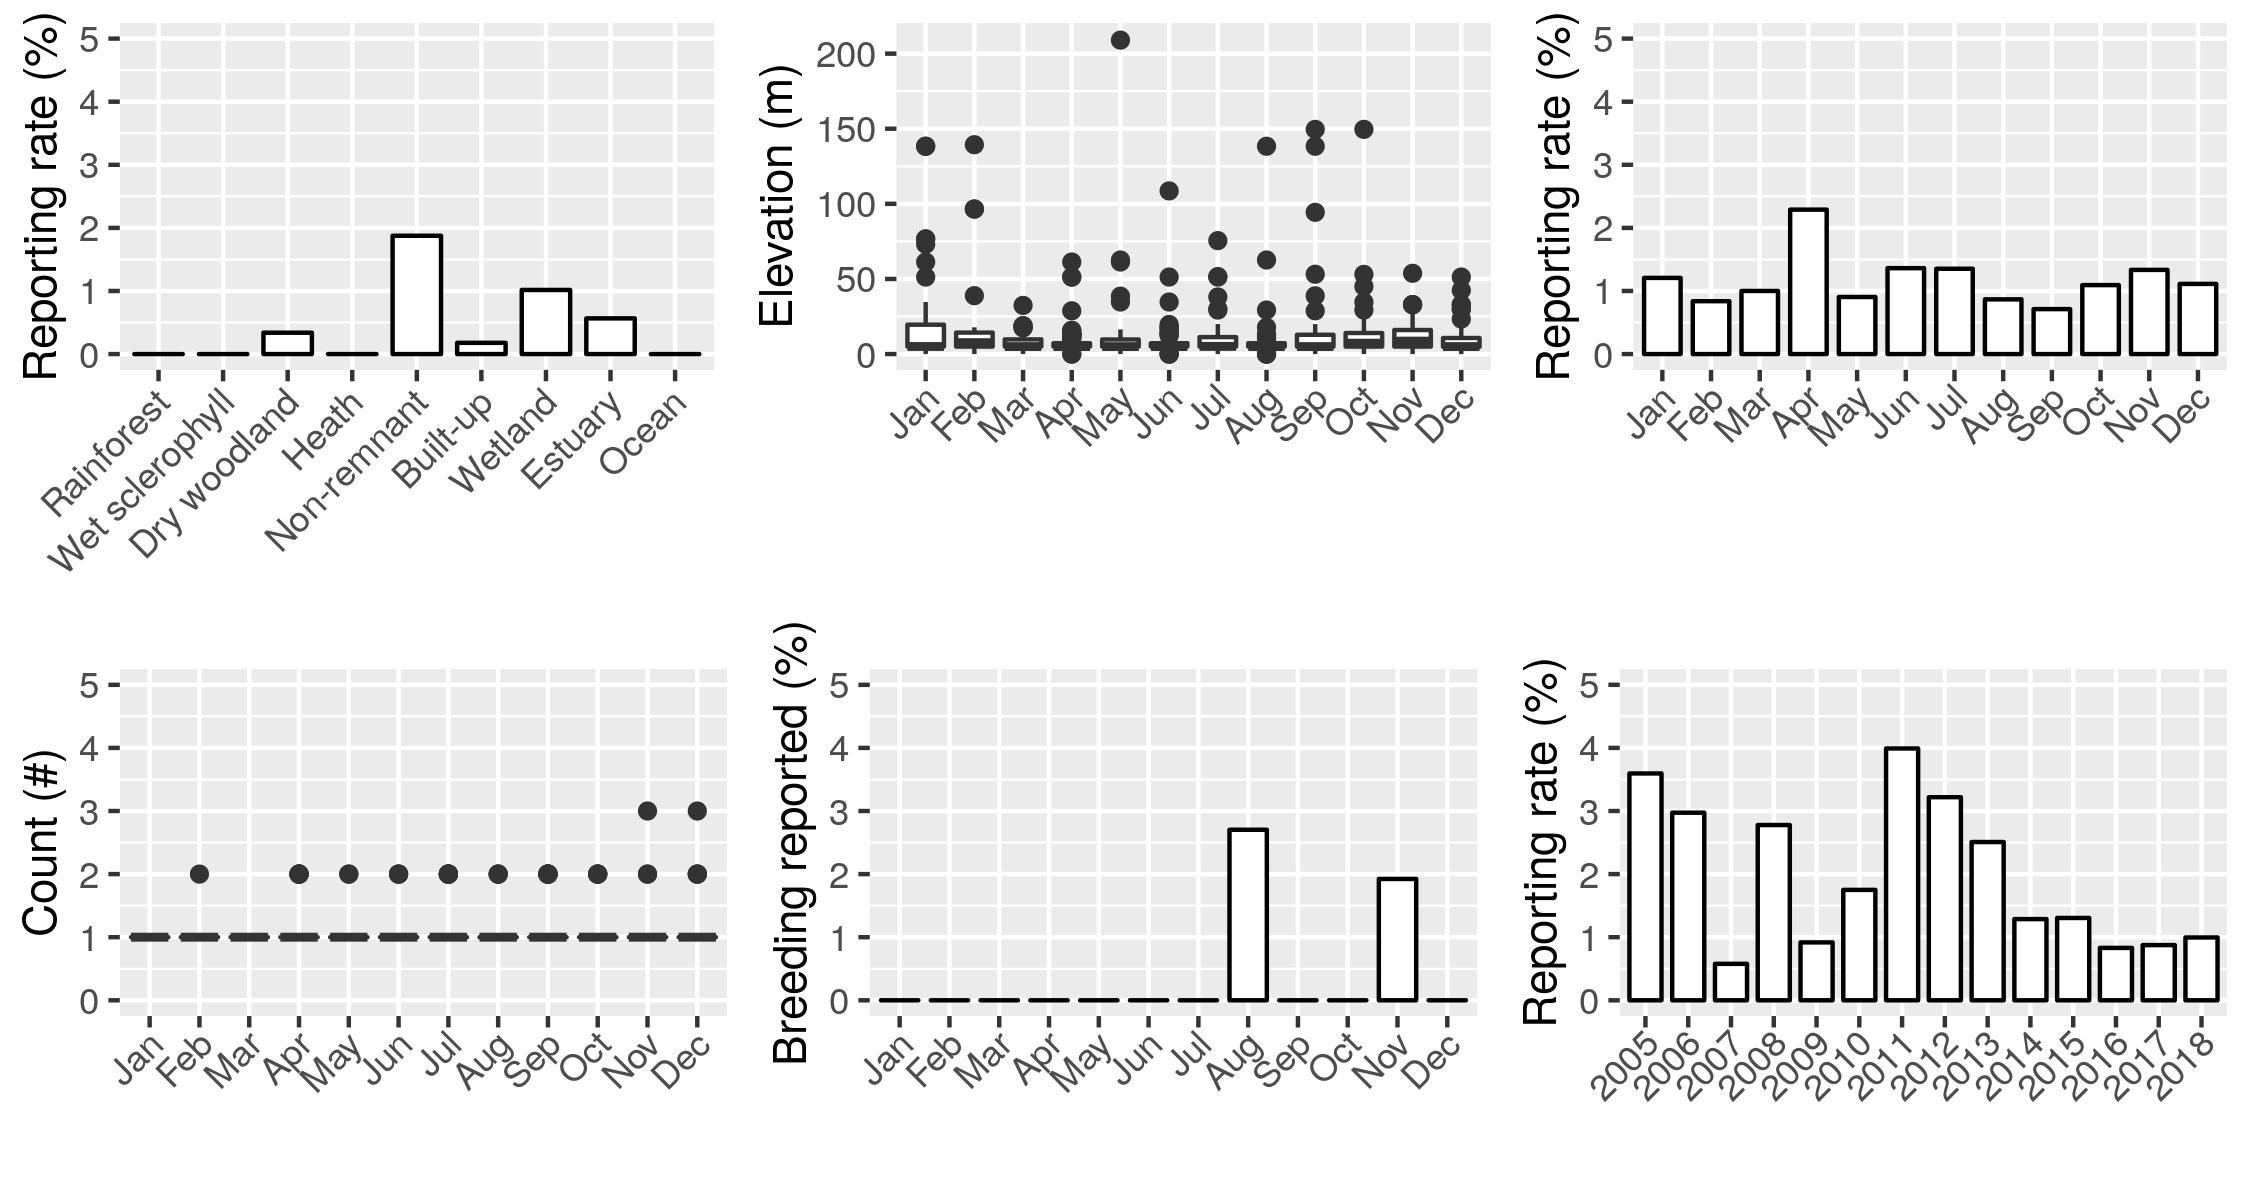 Reporting rate (%)
5
4
3
2
1
0
Rainforest
Wet sclerophyll
Dry woodland
Heath
Non-remnant
Built-up
Wetland
Estuary
Ocean
Elevation (m)
200
150
100
50
0
Jan
Feb
Mar
Apr
May
Jun
Jul
Aug
Sep
Oct
Nov
Dec
Reporting rate (%)
5
4
3
2
1
0
Jan
Feb
Mar
Apr
May
Jun
Jul
Aug
Sep
Oct
Nov
Dec
Count (#)
5
4
3
2
1
0
Jan
Feb
Mar
Apr
May
Jun
Jul
Aug
Sep
Oct
Nov
Dec
Breeding reported (%)
5
4
3
2
1
0
Jan
Feb
Mar
Apr
May
Jun
Jul
Aug
Sep
Oct
Nov
Dec
Reporting rate (%)
5
4
3
2
1
0
2005
2006
2007
2008
2009
2010
2011
2012
2013
2014
2015
2016
2017
2018